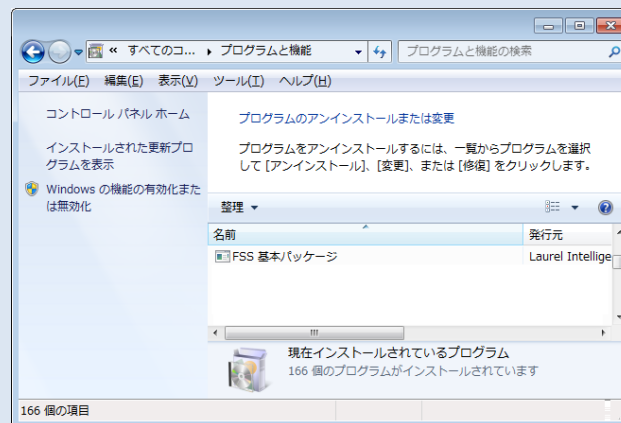 « すべてのコ... ▸ プログラムと機能
プログラムと機能の検索
ファイル(F) 編集(E) 表示(V) ツール(T) ヘルプ(H)
コントロール パネル ホーム
インストールされた更新プロ
グラムを表示
Windows の機能の有効化また
は無効化
プログラムのアンインストールまたは変更
プログラムをアンインストールするには、一覧からプログラムを選択
して [アンインストール]、[変更]、または [修復] をクリックします。
整理
名前 発行元
FSS 基本パッケージ Laurel Intellige
現在インストールされているプログラム
166 個のプログラムがインストールされています
166 個の項目